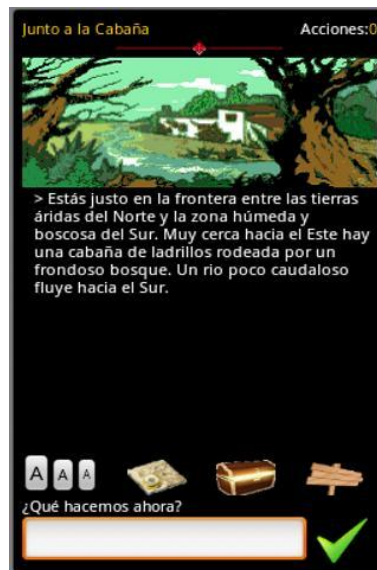 Junto a la Cabaña
Acciones:0
> Estás justo en la frontera entre las tierras
áridas del Norte y la zona húmeda y
boscosa del Sur. Muy cerca hacia el Este hay
una cabaña de ladrillos rodeada por un
frondoso bosque. Un rio poco caudaloso
fluye hacia el Sur.
A A A
¿Qué hacemos ahora?